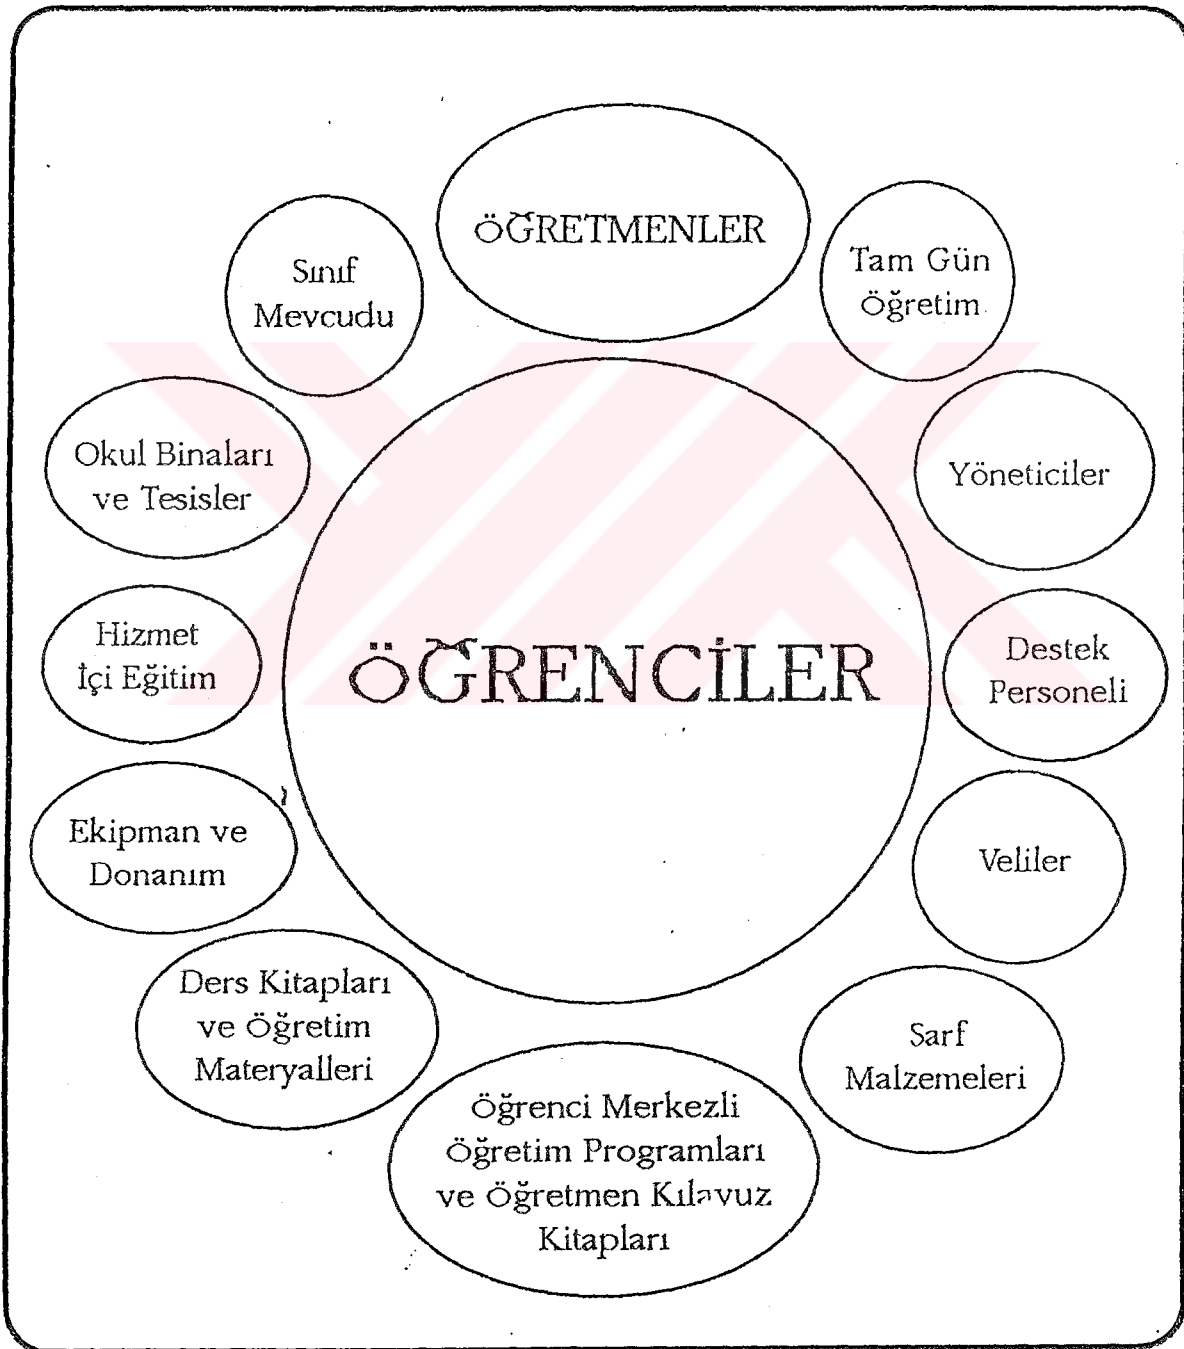 ÖĞRETMENLER
Tam Gün
Öğretim
Yöneticiler
Destek
Personeli
Veliler
Sarf
Malzemeleri
Öğrenci Merkezli
Öğretim Programları
ve Öğretmen Kılavuz
Kitapları
Ders Kitapları
ve Öğretim
Materyalleri
Ekipman ve
Donanım
Hizmet
İçi Eğitim
Okul Binaları
ve Tesisler
Sınıf
Mevcudu
ÖĞRENCİLER